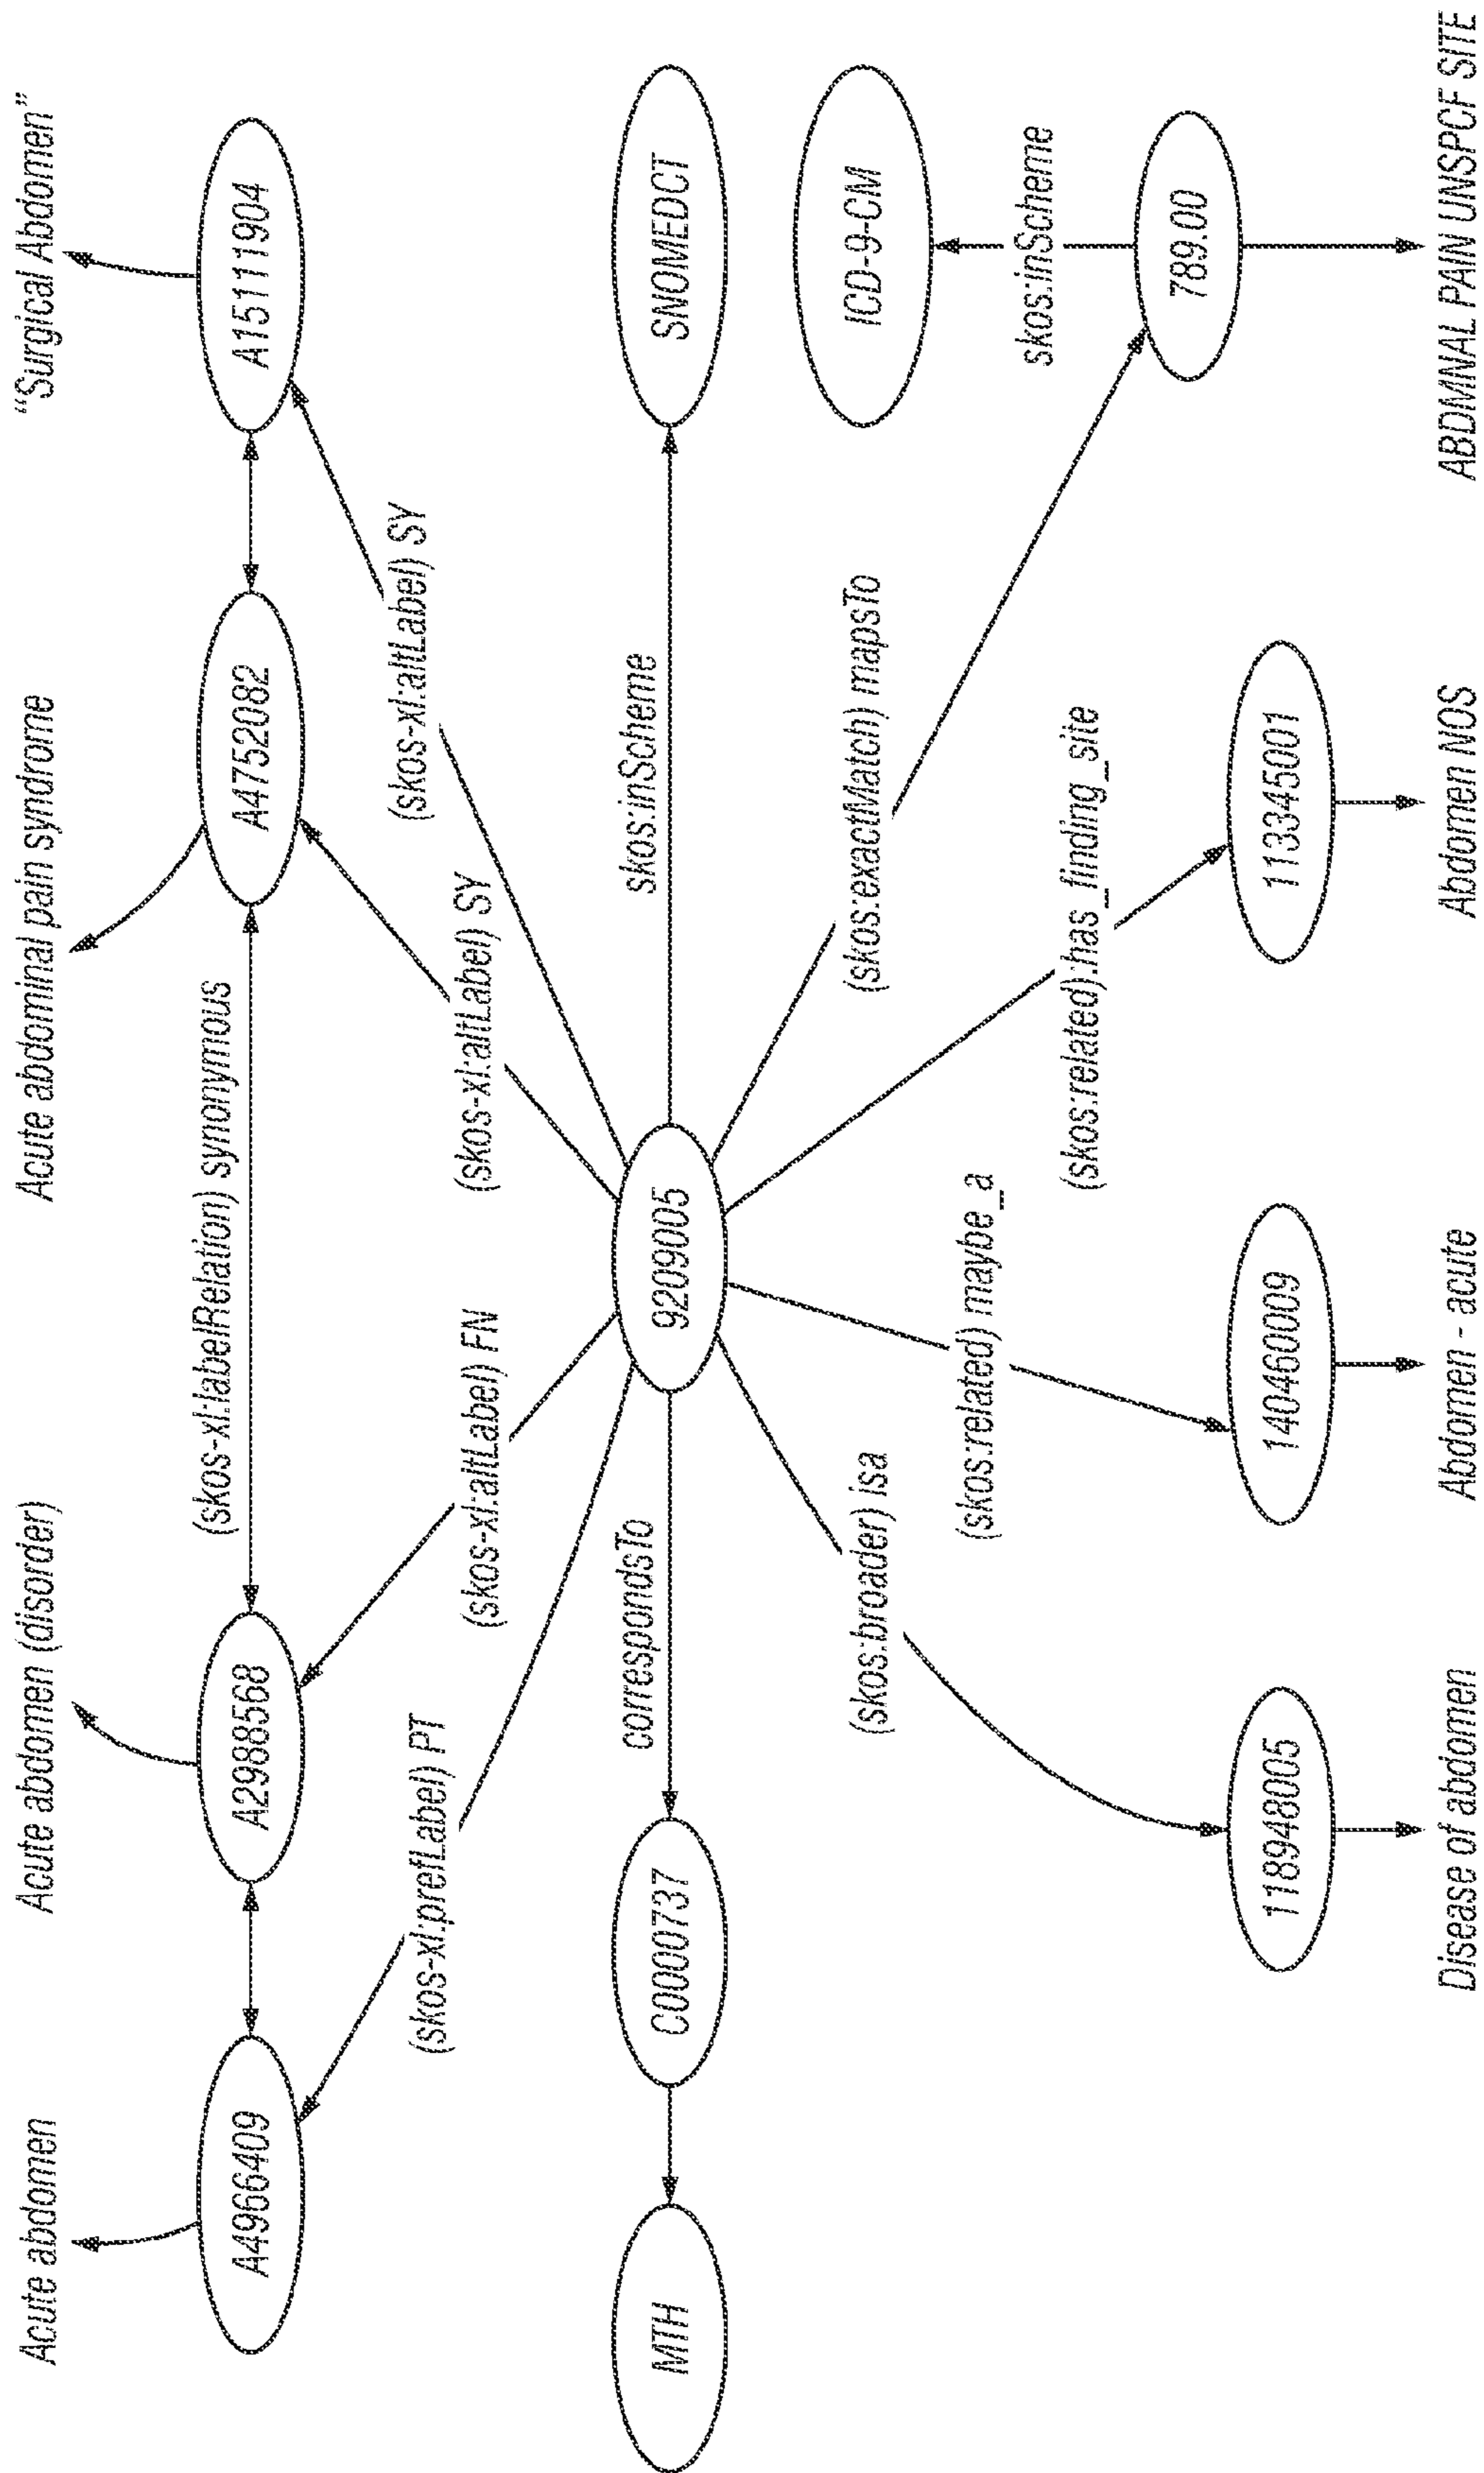 Acute abdomen
Acute abdomen (disorder)
Acute abdominal pain syndrome
“Surgical Abdomen”
A4966409
A2988568
(skos-xl:labelRelation) synonymous
A4752082
A15111904
(skos-xl:prefLabel) PT
(skos-xl:altLabel) FN
(skos-xl:altLabel) SY
(skos-xl:altLabel) SY
MTH
C0000737
correspondsTo
9209005
skos:inScheme
SNOMEDCT
(skos:broader) isa
(skos:related) maybe_a
(skos:related):has_finding_site
(skos:exactMatch) mapsTo
ICD-9-CM
skos:inScheme
118948005
140460009
113345001
789.00
Disease of abdomen
Abdomen - acute
Abdomen NOS
ABDMNAL PAIN UNSPCF SITE